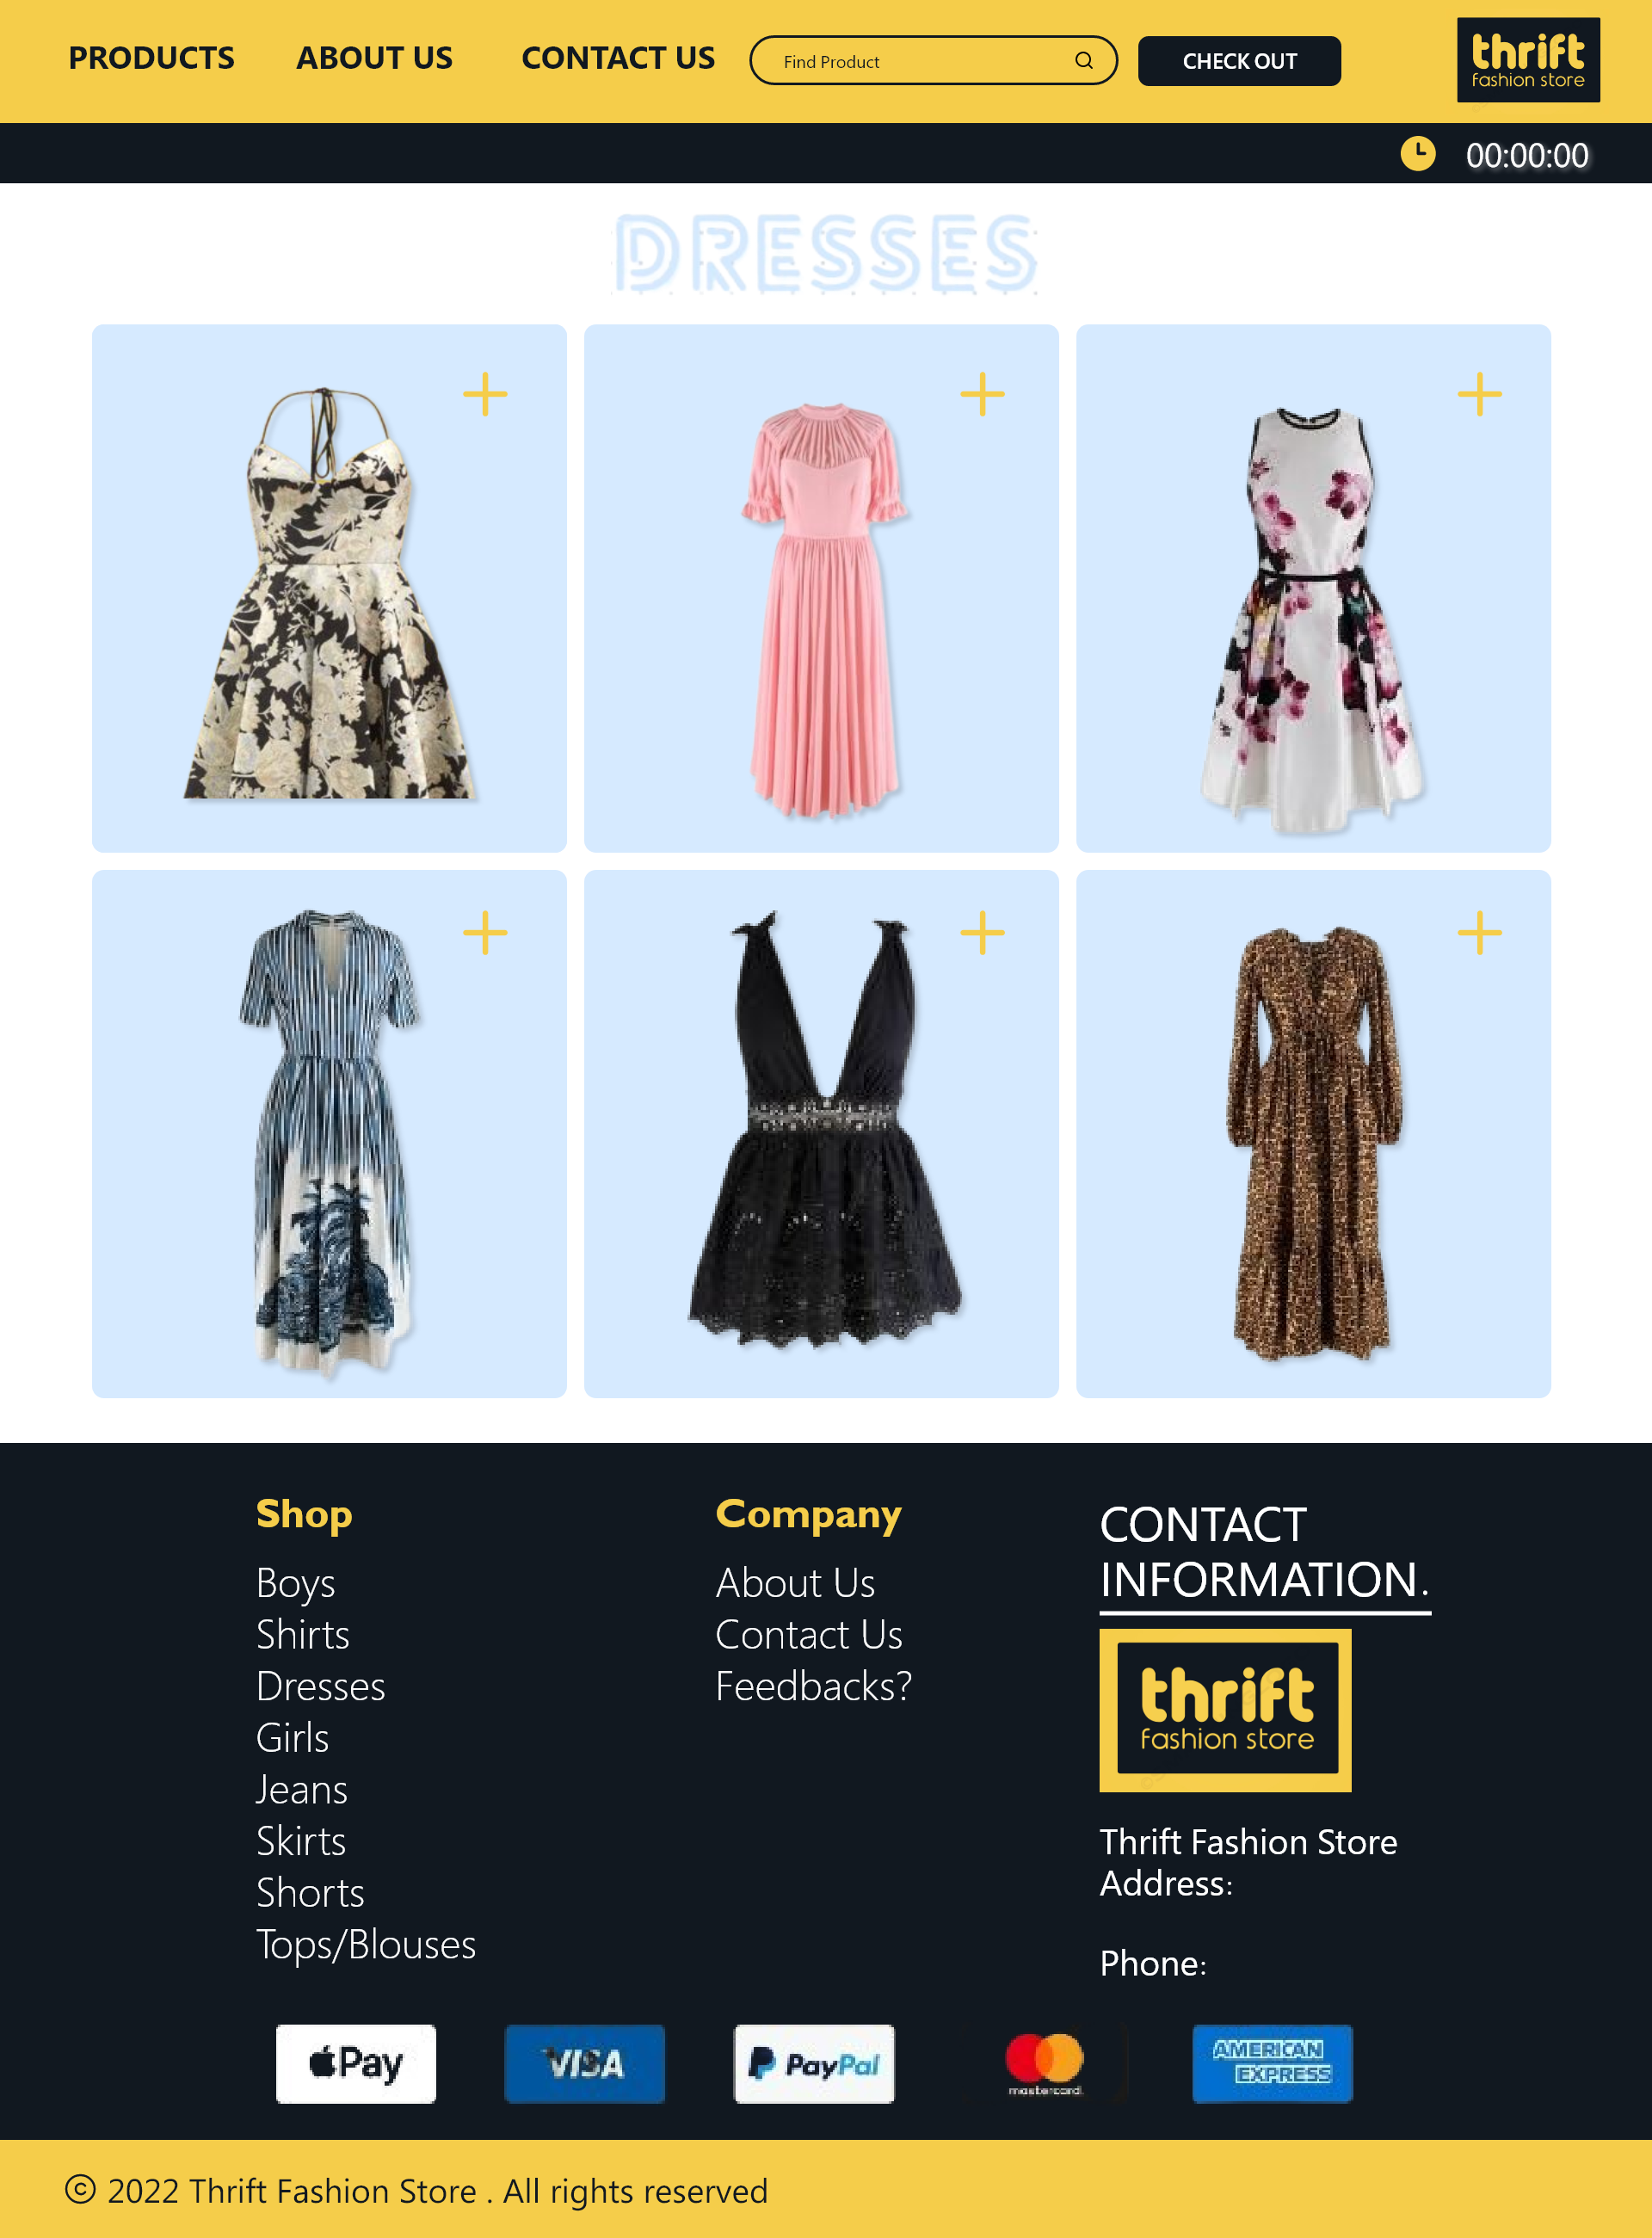 PRODUCTS ABOUT US CONTACT US Find Product CHECK OUT
thrift
fashion store
00:00:00
DRESSES
Shop
Boys
Shirts
Dresses
Girls
Jeans
Skirts
Shorts
Tops/Blouses
Company
About Us
Contact Us
Feedbacks?
CONTACT
INFORMATION.
thrift
fashion store
Thrift Fashion Store
Address:
Phone:
Pay
VISA
PayPal
mastercard.
AMERICAN
EXPRESS
© 2022 Thrift Fashion Store . All rights reserved